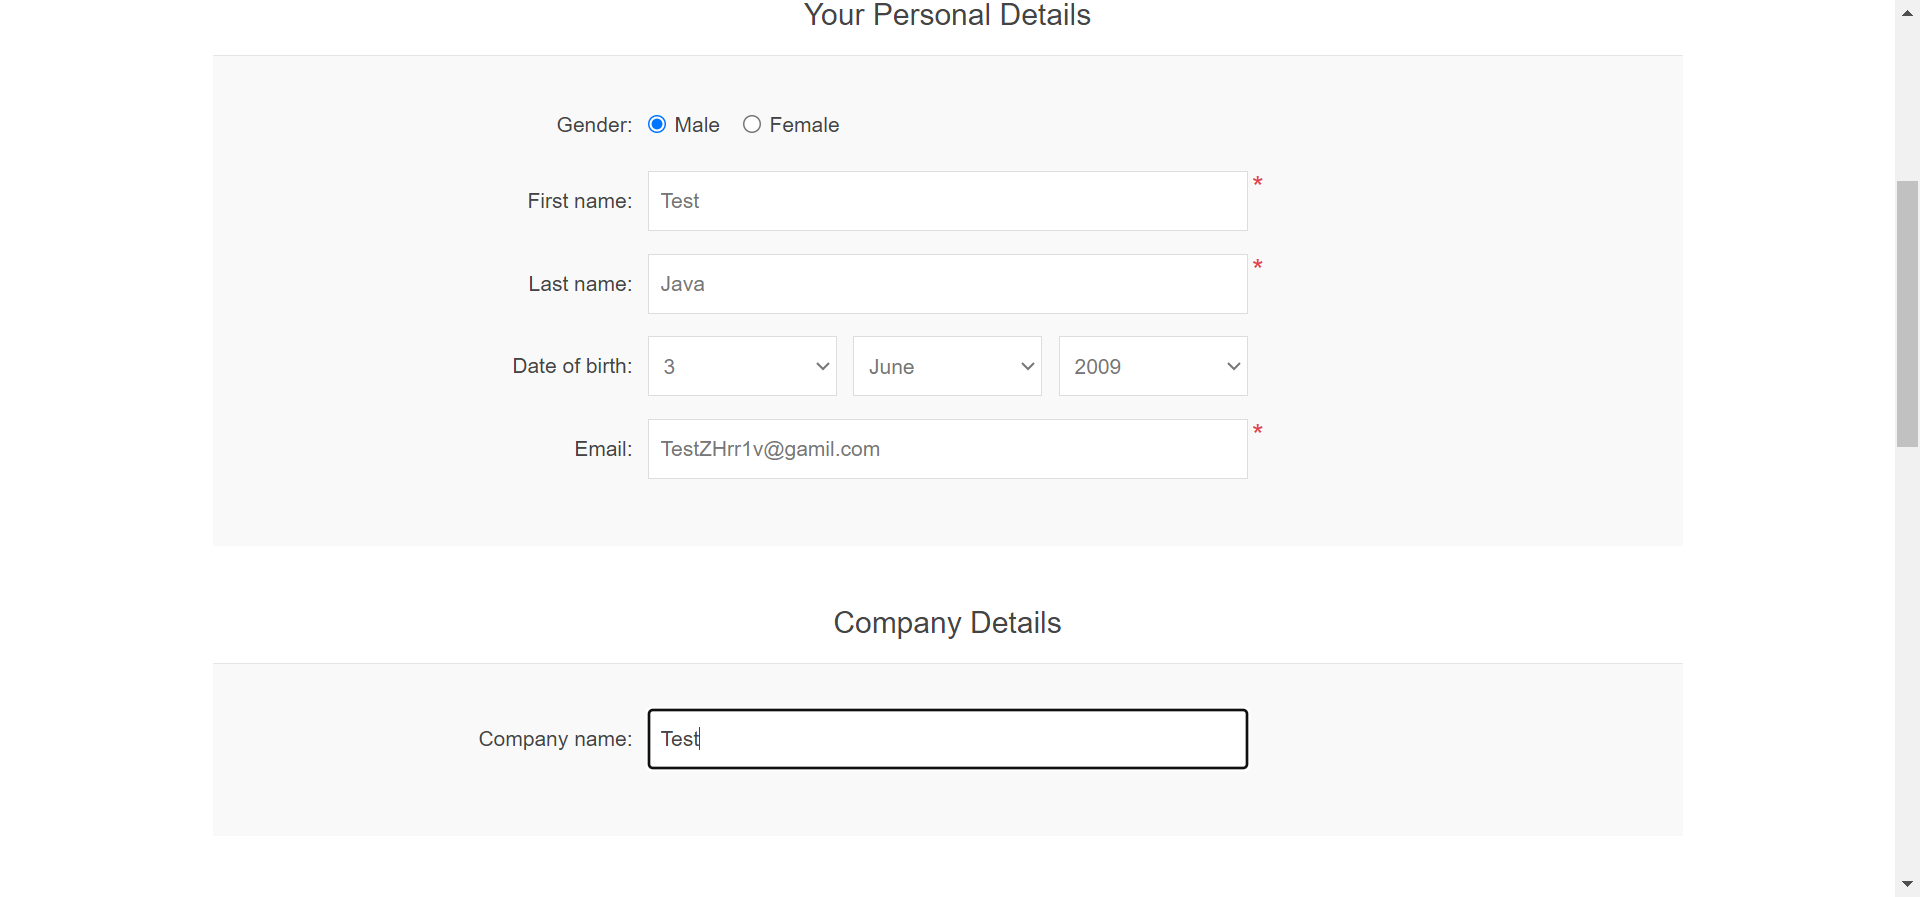 Your Personal Details
Gender: Male Female
First name: Test *
Last name: Java *
Date of birth: 3 June 2009
Email: TestZHrr1v@gamil.com *
Company Details
Company name: Test